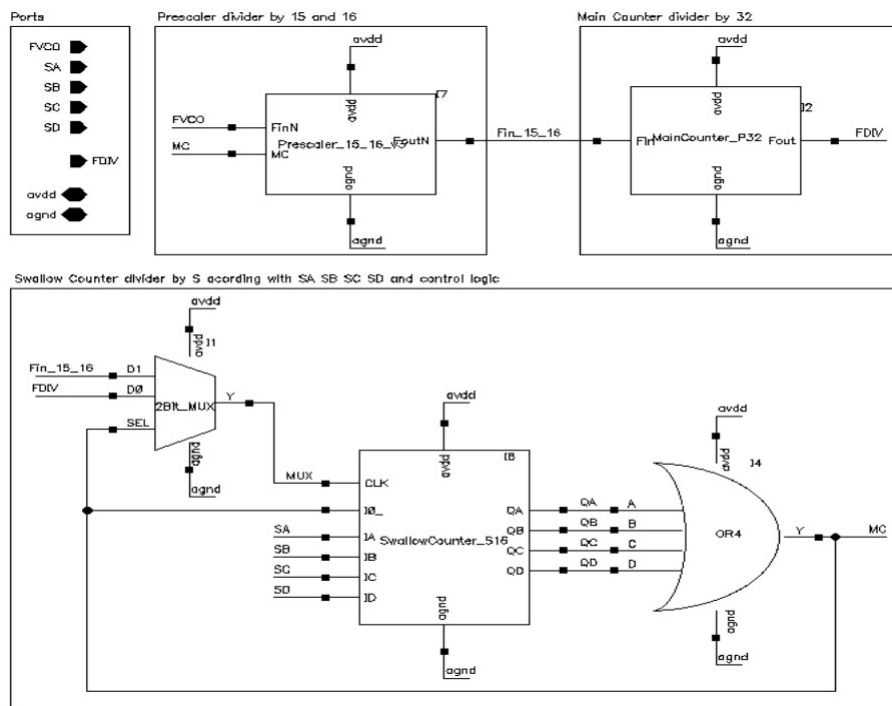 Ports
FVCO
SA
SB
SC
SD
FDIV
avdd
agnd
Prescaler divider by 15 and 16
avdd
avdd
I7
FVCO
FinN
Prescaler_15_16_v3
FoutN
MC
MC
agnd
agnd
Fin_15_16
Main Counter divider by 32
avdd
avdd
I2
Fin
MainCounter_P32
Fout
FDIV
agnd
agnd
Swallow Counter divider by S acording with SA SB SC SD and control logic
avdd
avdd
I1
Fin_15_16
D1
FDIV
D0
2Bit_MUX
Y
SEL
agnd
agnd
avdd
avdd
I8
MUX
CLK
I0_
SA
IA
SB
IB
SC
IC
SD
ID
SwallowCounter_S16
QA
QA
A
QB
QB
B
QC
QC
C
QD
QD
D
agnd
agnd
avdd
avdd
I4
OR4
Y
MC
agnd
agnd